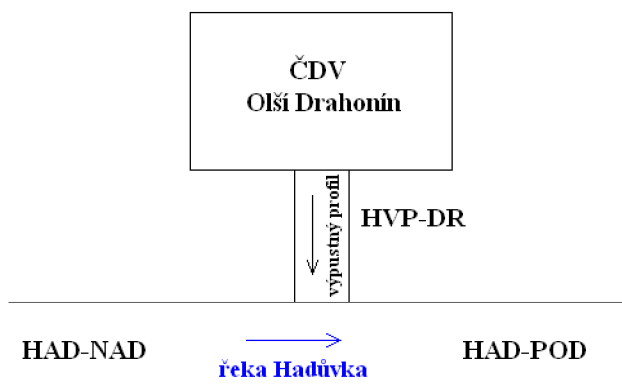 ČDV
Olší Drahonín
výpustný profil
HVP-DR
HAD-NAD
řeka Hadůvka
HAD-POD